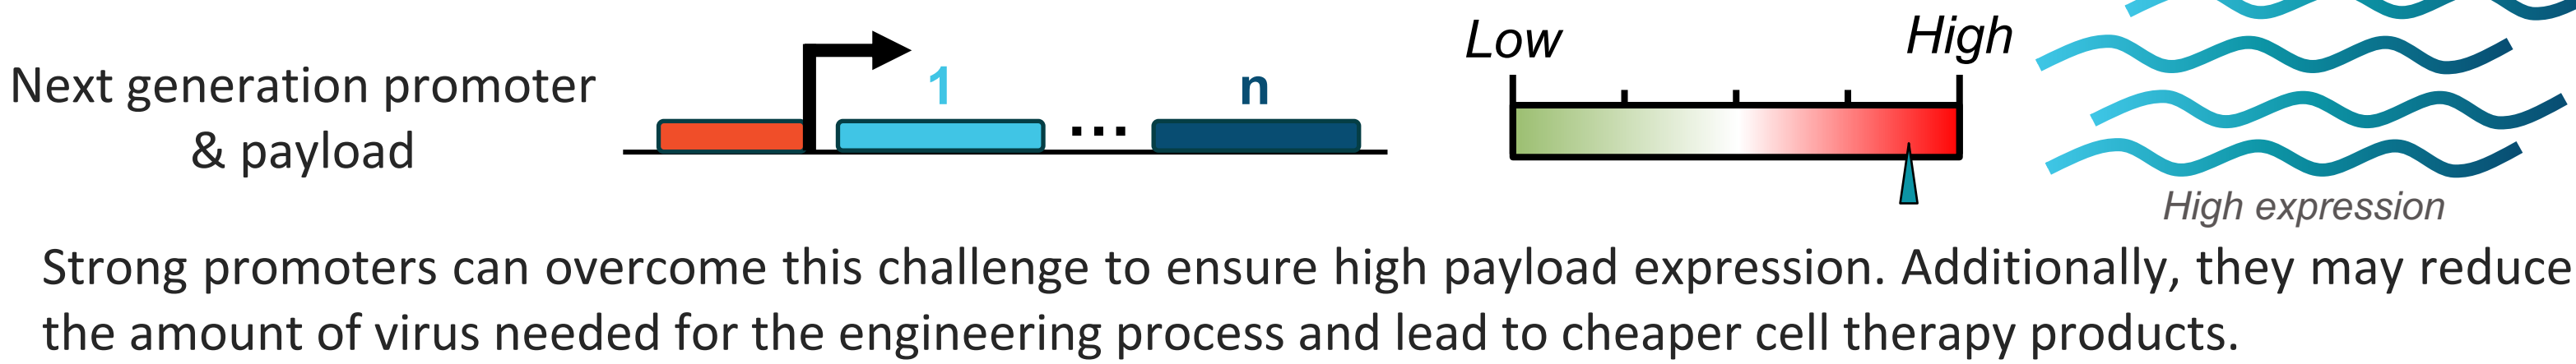 Low High
Next generation promoter
& payload
1 ... n
High expression
Strong promoters can overcome this challenge to ensure high payload expression. Additionally, they may reduce
the amount of virus needed for the engineering process and lead to cheaper cell therapy products.